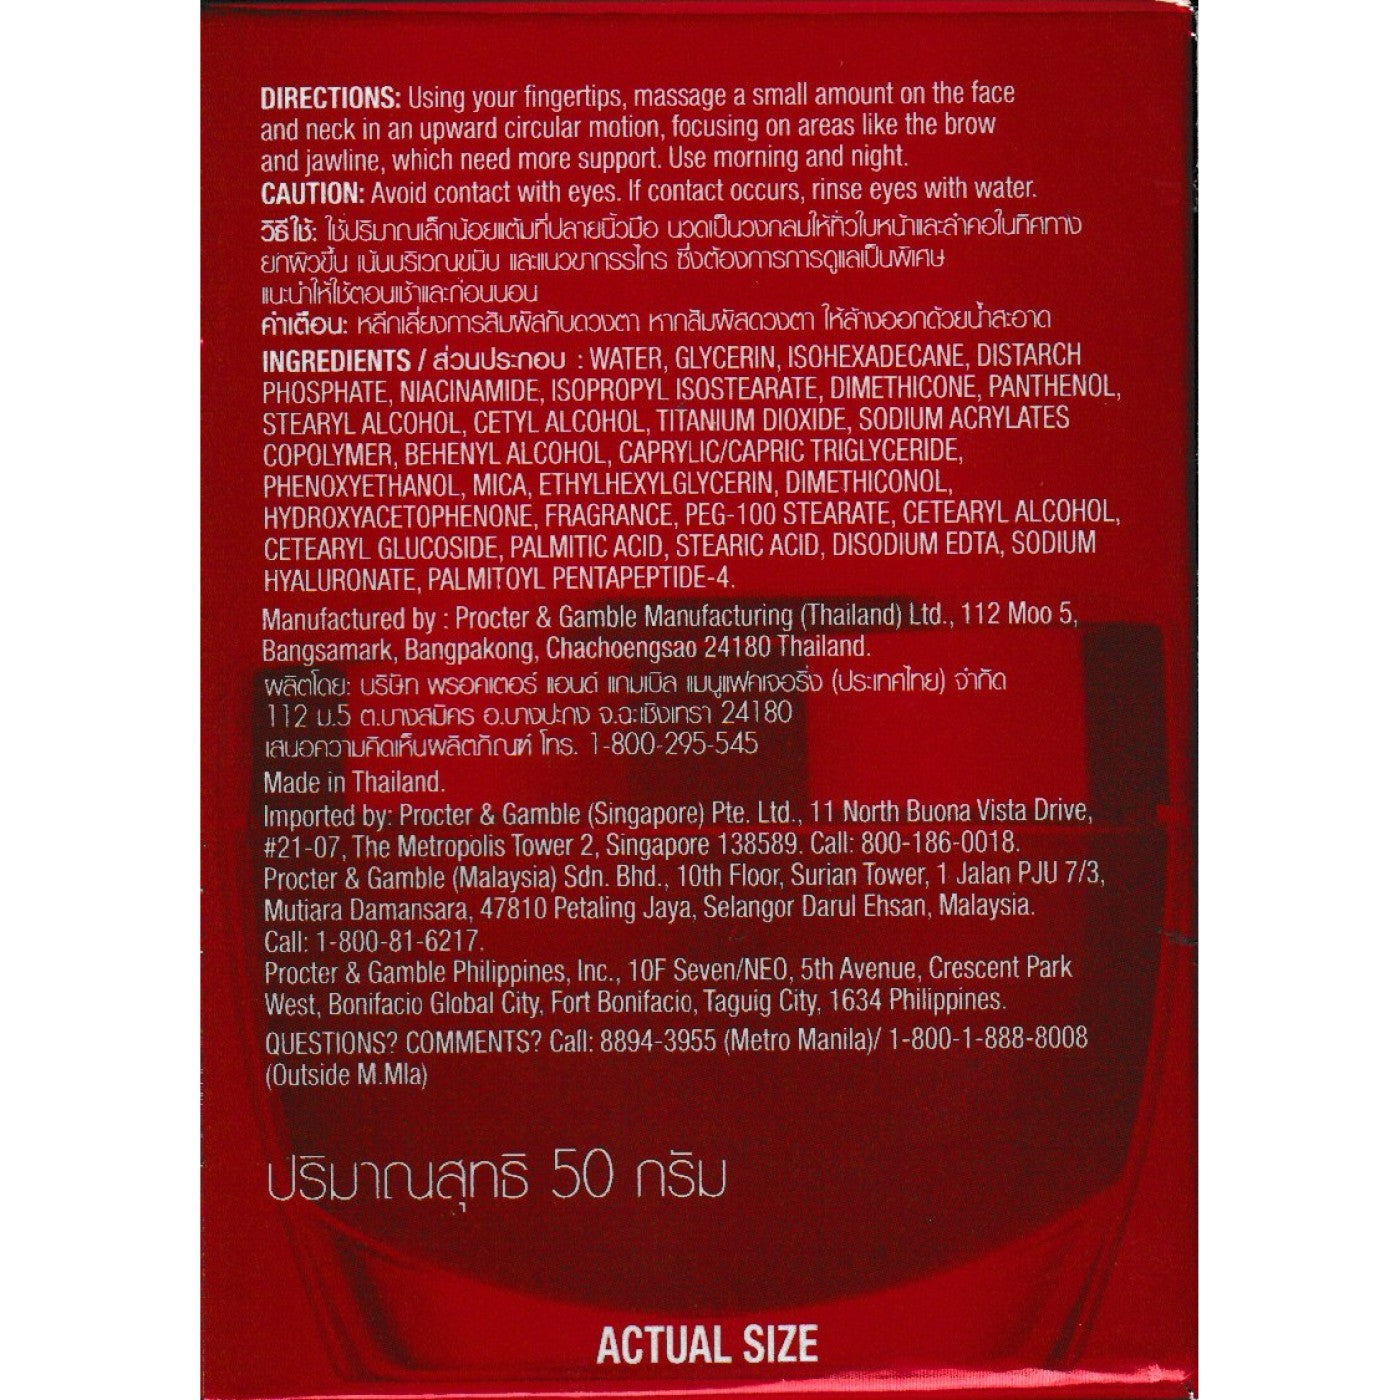 DIRECTIONS: Using your fingertips, massage a small amount on the face
and neck in an upward circular motion, focusing on areas like the brow
and jawline, which need more support. Use morning and night.
CAUTION: Avoid contact with eyes. If contact occurs, rinse eyes with water.
วิธีใช้: ใช้ปริมาณเล็กน้อยแต้มที่ปลายนิ้วมือ นวดเป็นวงกลมให้ทั่วใบหน้าและลำคอในทิศทาง
ยกผิวขึ้น เน้นบริเวณขมับ และแนวขากรรไกร ซึ่งต้องการการดูแลเป็นพิเศษ
แนะนำให้ใช้ตอนเช้าและก่อนนอน
คำเตือน: หลีกเลี่ยงการสัมผัสกับดวงตา หากสัมผัสดวงตา ให้ล้างออกด้วยน้ำสะอาด
INGREDIENTS / ส่วนประกอบ : WATER, GLYCERIN, ISOHEXADECANE, DISTARCH
PHOSPHATE, NIACINAMIDE, ISOPROPYL ISOSTEARATE, DIMETHICONE, PANTHENOL,
STEARYL ALCOHOL, CETYL ALCOHOL, TITANIUM DIOXIDE, SODIUM ACRYLATES
COPOLYMER, BEHENYL ALCOHOL, CAPRYLIC/CAPRIC TRIGLYCERIDE,
PHENOXYETHANOL, MICA, ETHYLHEXYLGLYCERIN, DIMETHICONOL,
HYDROXYACETOPHENONE, FRAGRANCE, PEG-100 STEARATE, CETEARYL ALCOHOL,
CETEARYL GLUCOSIDE, PALMITIC ACID, STEARIC ACID, DISODIUM EDTA, SODIUM
HYALURONATE, PALMITOYL PENTAPEPTIDE-4.
Manufactured by : Procter & Gamble Manufacturing (Thailand) Ltd., 112 Moo 5,
Bangsamark, Bangpakong, Chachoengsao 24180 Thailand.
ผลิตโดย: บริษัท พรอคเตอร์ แอนด์ แกมเบิล แมนูแฟคเจอริ่ง (ประเทศไทย) จำกัด
112 ม.5 ต.บางสมัคร อ.บางปะกง จ.ฉะเชิงเทรา 24180
เสนอความคิดเห็นผลิตภัณฑ์ โทร. 1-800-295-545
Made in Thailand.
Imported by: Procter & Gamble (Singapore) Pte. Ltd., 11 North Buona Vista Drive,
#21-07, The Metropolis Tower 2, Singapore 138589. Call: 800-186-0018.
Procter & Gamble (Malaysia) Sdn. Bhd., 10th Floor, Surian Tower, 1 Jalan PJU 7/3,
Mutiara Damansara, 47810 Petaling Jaya, Selangor Darul Ehsan, Malaysia.
Call: 1-800-81-6217.
Procter & Gamble Philippines, Inc., 10F Seven/NEO, 5th Avenue, Crescent Park
West, Bonifacio Global City, Fort Bonifacio, Taguig City, 1634 Philippines.
QUESTIONS? COMMENTS? Call: 8894-3955 (Metro Manila)/ 1-800-1-888-8008
(Outside M.Mla)
ปริมาณสุทธิ 50 กรัม
ACTUAL SIZE